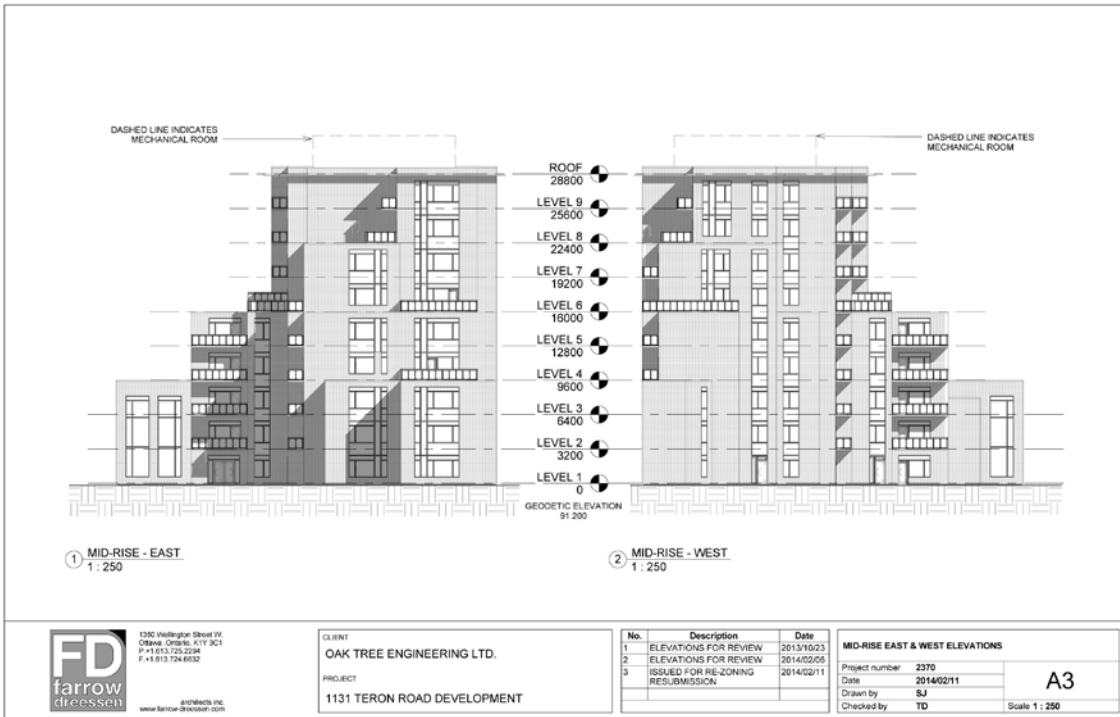 DASHED LINE INDICATES
MECHANICAL ROOM
DASHED LINE INDICATES
MECHANICAL ROOM
ROOF
28800
LEVEL 9
25600
LEVEL 8
22400
LEVEL 7
19200
LEVEL 6
16000
LEVEL 5
12800
LEVEL 4
9600
LEVEL 3
6400
LEVEL 2
3200
LEVEL 1
0
GEODETIC ELEVATION
91.200
1 MID-RISE - EAST
1 : 250
2 MID-RISE - WEST
1 : 250
FD
farrow
dreessen
1350 Wellington Street W.
Ottawa, Ontario, K1Y 3C1
P.+1.613.725.2294
F.+1.613.724.6632
architects inc.
www.farrow-dreessen.com
CLIENT
OAK TREE ENGINEERING LTD.
PROJECT
1131 TERON ROAD DEVELOPMENT
No. Description Date
1 ELEVATIONS FOR REVIEW 2013/10/23
2 ELEVATIONS FOR REVIEW 2014/02/06
3 ISSUED FOR RE-ZONING 2014/02/11
RESUBMISSION
MID-RISE EAST & WEST ELEVATIONS
Project number 2370
Date 2014/02/11
Drawn by SJ
Checked by TD
A3
Scale 1 : 250